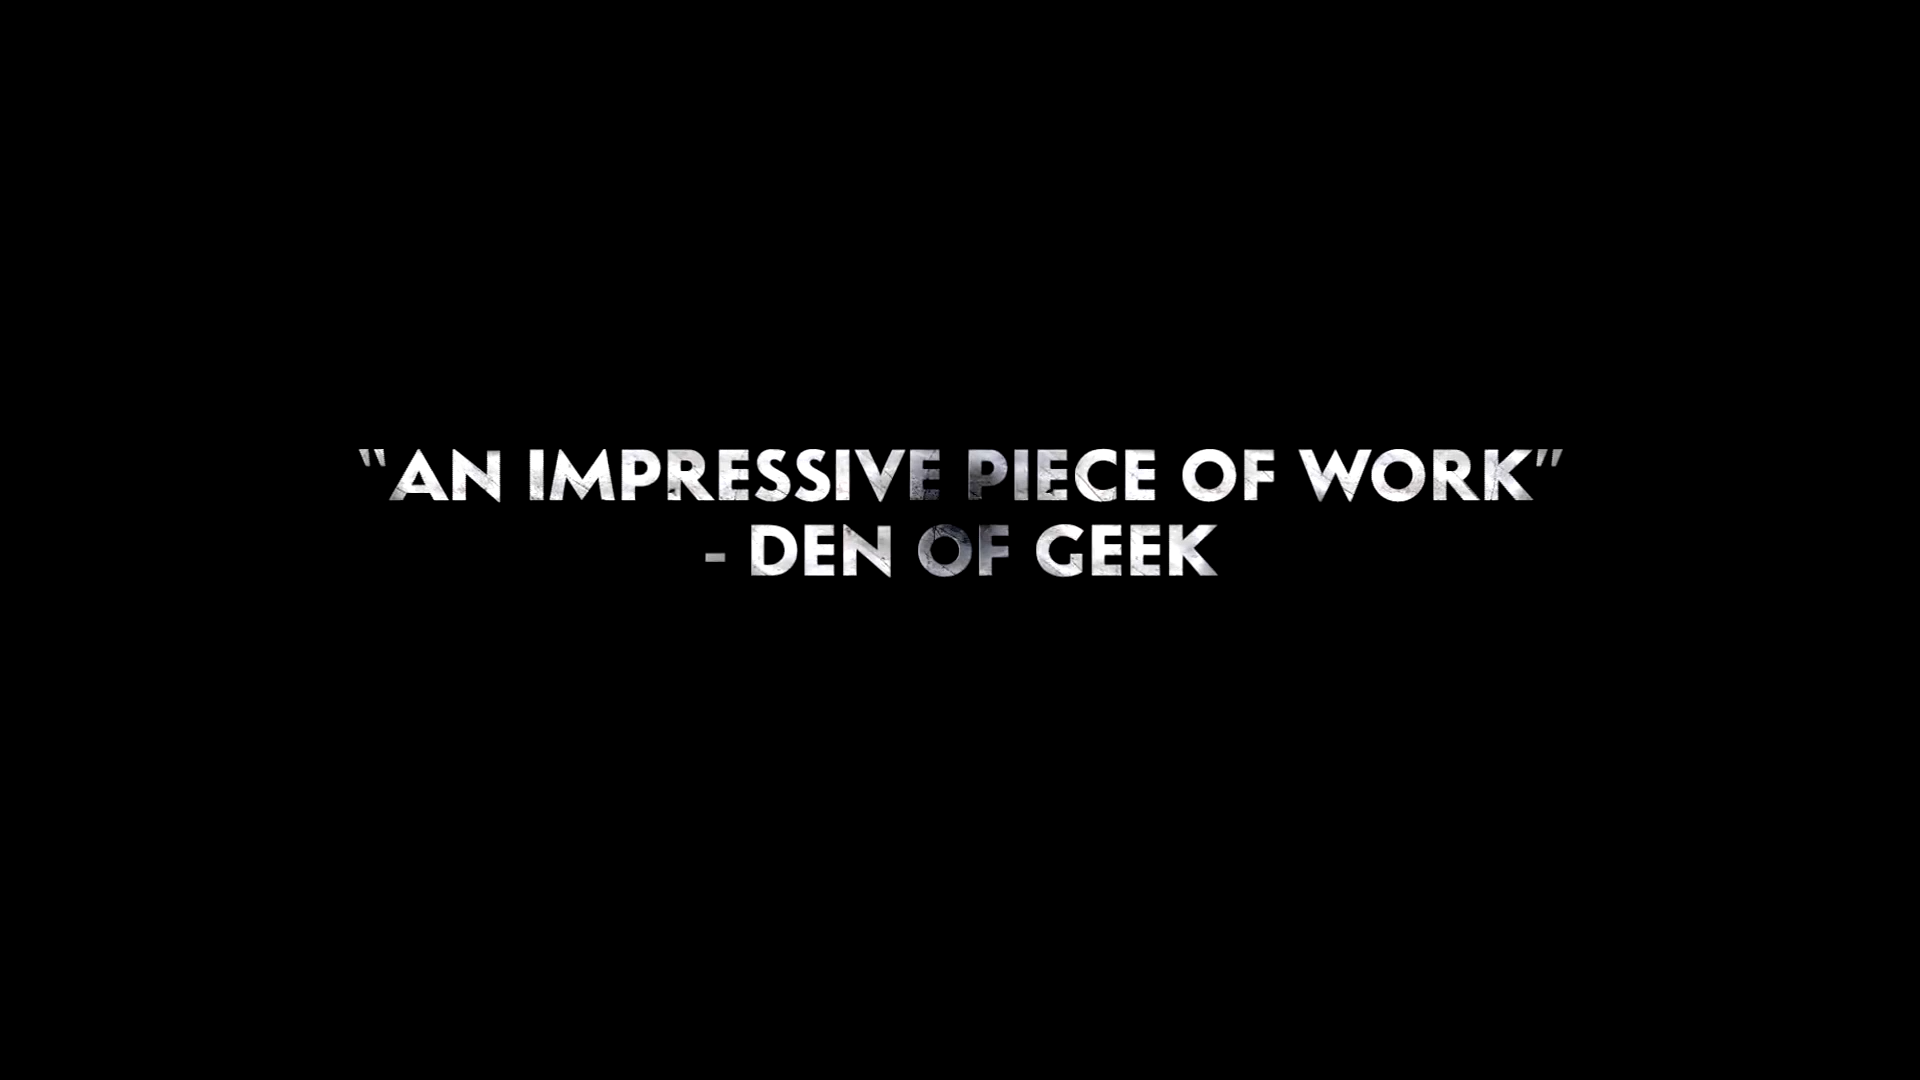 “AN IMPRESSIVE PIECE OF WORK”
- DEN OF GEEK